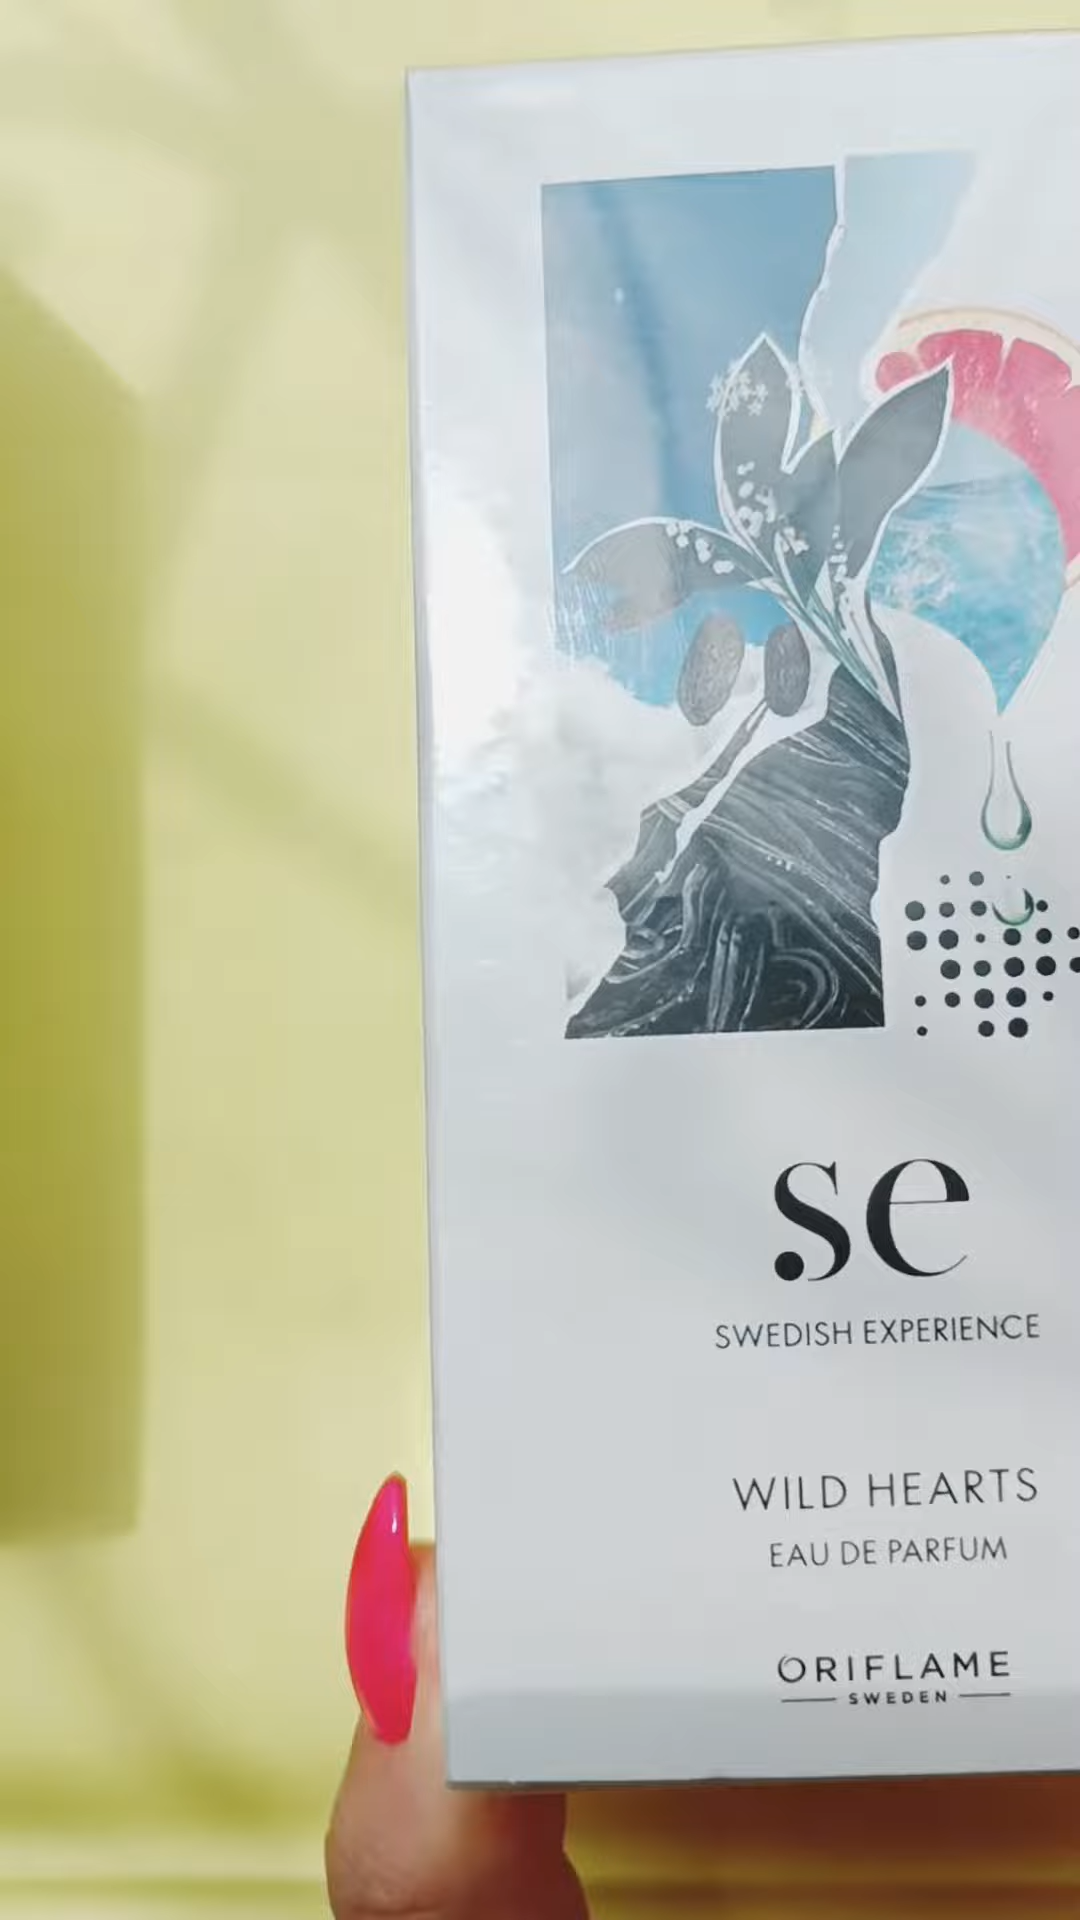 se
SWEDISH EXPERIENCE
WILD HEARTS
EAU DE PARFUM
ORIFLAME
SWEDEN